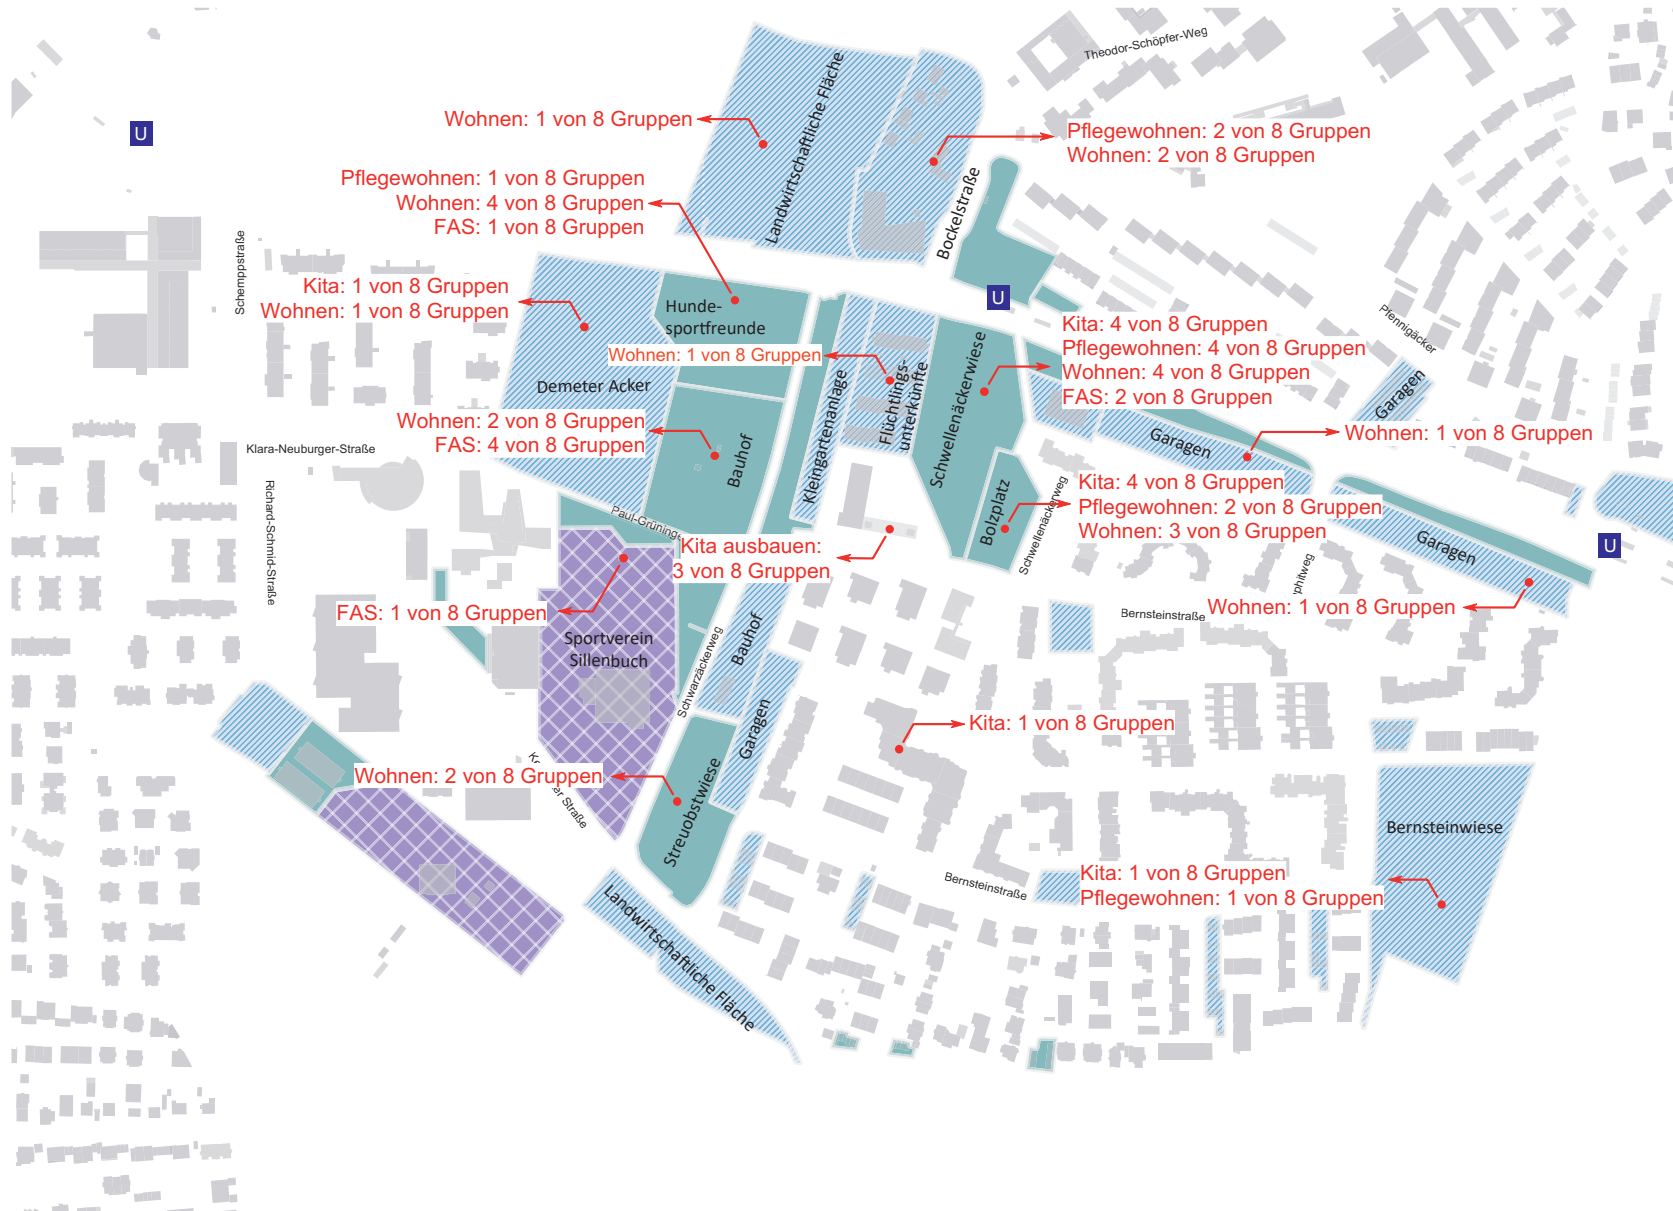 Theodor-Schöpfer-Weg
Landwirtschaftliche Fläche
Wohnen: 1 von 8 Gruppen
U
Pflegewohnen: 2 von 8 Gruppen
Wohnen: 2 von 8 Gruppen
Pflegewohnen: 1 von 8 Gruppen
Wohnen: 4 von 8 Gruppen
FAS: 1 von 8 Gruppen
Bockelstraße
Schemppstraße
Kita: 1 von 8 Gruppen
Wohnen: 1 von 8 Gruppen
Hunde-
sportfreunde
U
Pfennigäcker
Kita: 4 von 8 Gruppen
Pflegewohnen: 4 von 8 Gruppen
Wohnen: 4 von 8 Gruppen
FAS: 2 von 8 Gruppen
Wohnen: 1 von 8 Gruppen
Demeter Acker
Kleingartenanlage
Flüchtlings-
unterkünfte
Schwellenäckerwiese
Garagen
Wohnen: 2 von 8 Gruppen
FAS: 4 von 8 Gruppen
Bauhof
Garagen
Wohnen: 1 von 8 Gruppen
Klara-Neuburger-Straße
Richard-Schmid-Straße
Kita: 4 von 8 Gruppen
Pflegewohnen: 2 von 8 Gruppen
Wohnen: 3 von 8 Gruppen
Bolzplatz
Schwellenäckerweg
Paul-Grüninge
Kita ausbauen:
3 von 8 Gruppen
Garagen
U
phitweg
FAS: 1 von 8 Gruppen
Wohnen: 1 von 8 Gruppen
Bernsteinstraße
Sportverein
Sillenbuch
Schwarzäckerweg
Bauhof
Garagen
Kita: 1 von 8 Gruppen
Wohnen: 2 von 8 Gruppen
er Straße
Streuobstwiese
Bernsteinwiese
Bernsteinstraße
Kita: 1 von 8 Gruppen
Pflegewohnen: 1 von 8 Gruppen
Landwirtschaftliche Fläche